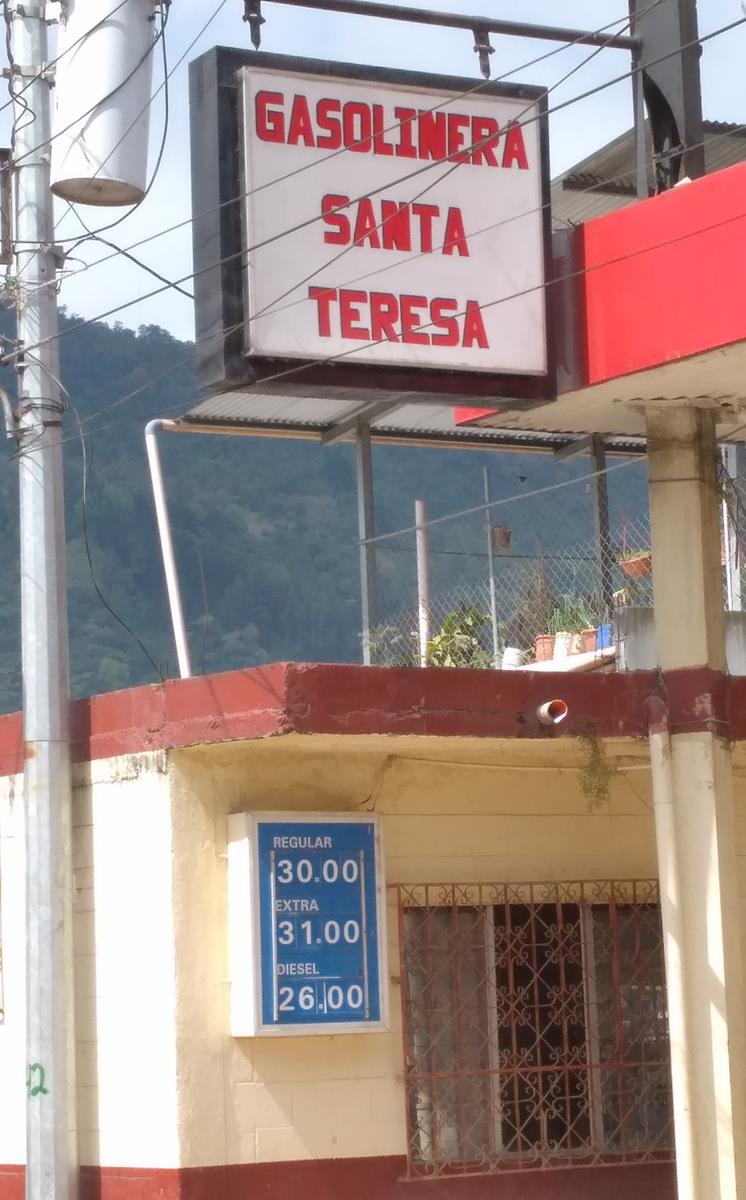 GASOLINERA
SANTA
TERESA
REGULAR
30.00
EXTRA
31.00
DIESEL
26.00